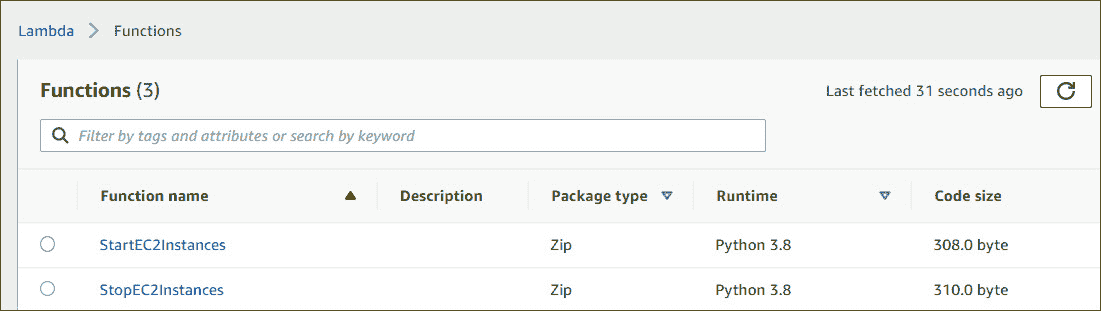 Lambda > Functions
Functions (3) Last fetched 31 seconds ago
Filter by tags and attributes or search by keyword
Function name Description Package type Runtime Code size
StartEC2Instances Zip Python 3.8 308.0 byte
StopEC2Instances Zip Python 3.8 310.0 byte